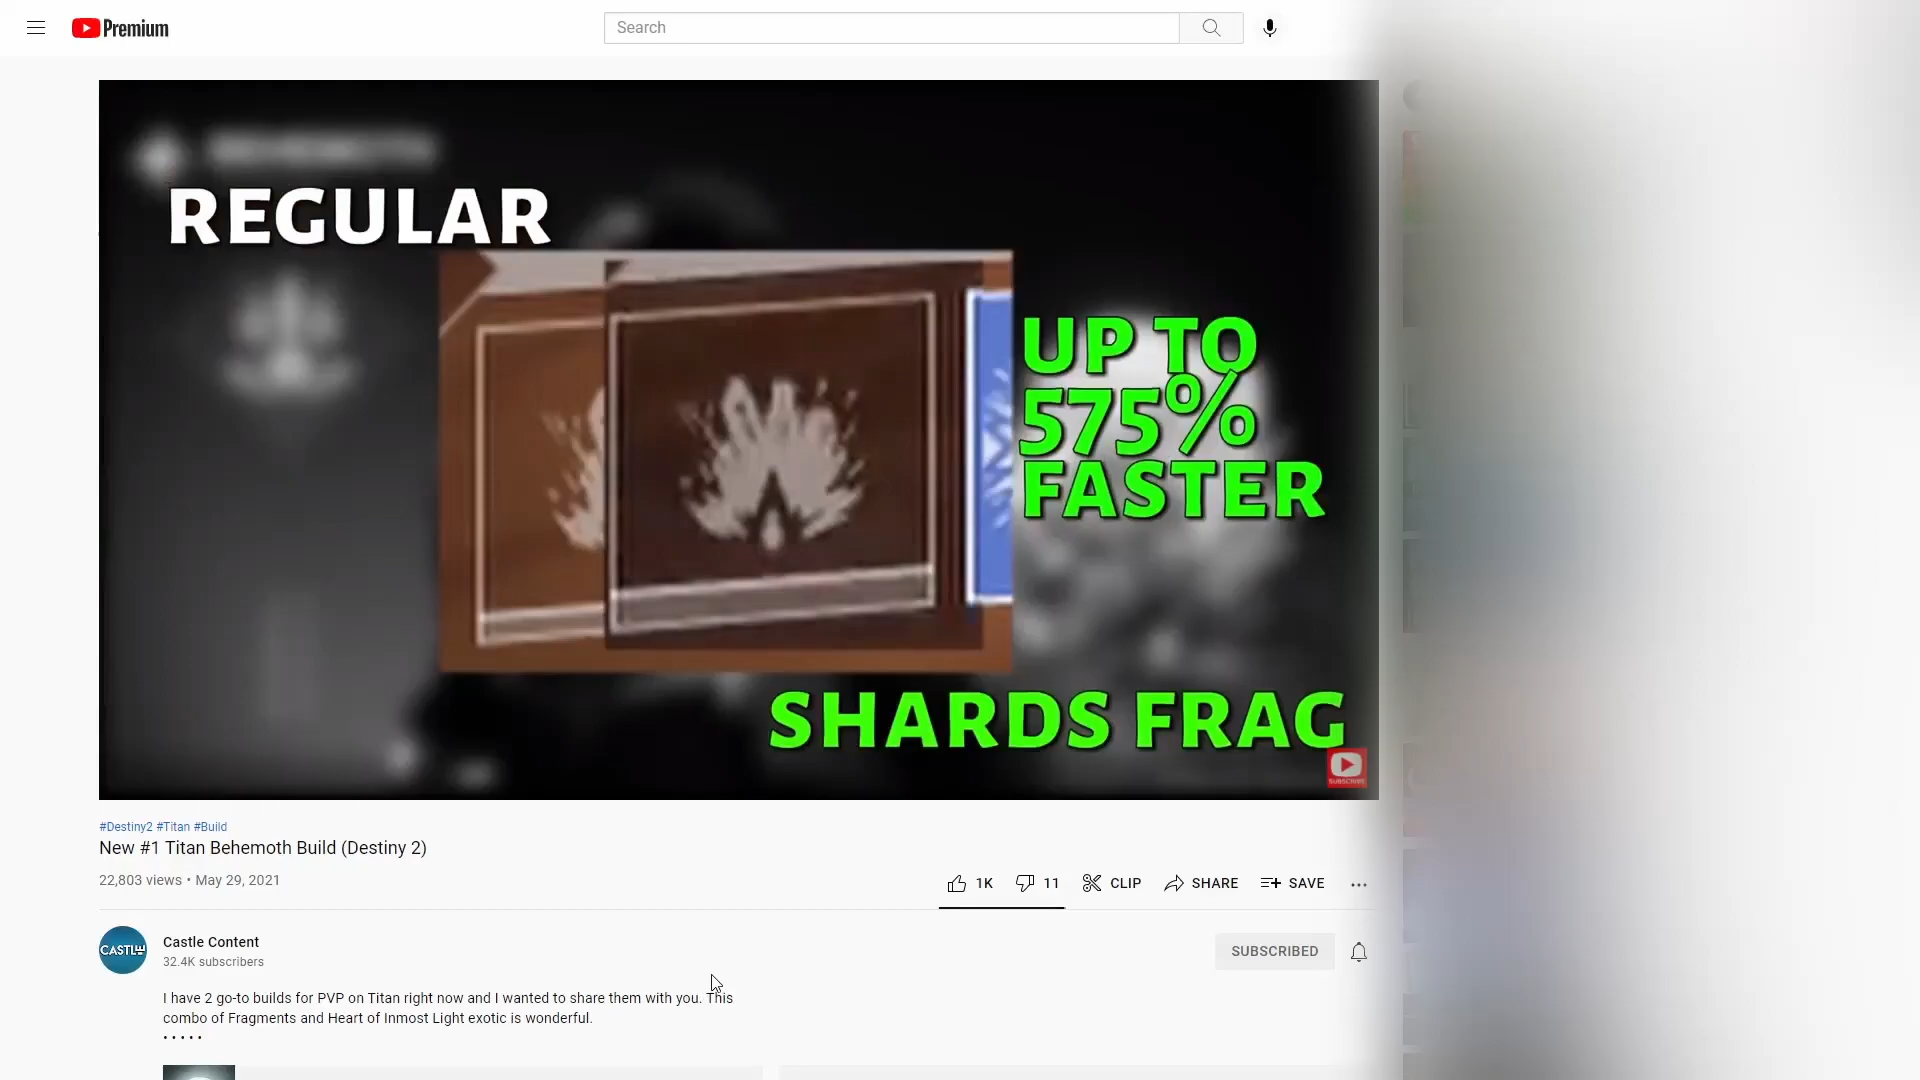 Premium
Search
BEHEMOTH
REGULAR
UP TO
575%
FASTER
SHARDS FRAG
SUBSCRIBE
#Destiny2 #Titan #Build
New #1 Titan Behemoth Build (Destiny 2)
22,803 views • May 29, 2021
1K
11
CLIP
SHARE
SAVE
CASTLE
Castle Content
32.4K subscribers
SUBSCRIBED
I have 2 go-to builds for PVP on Titan right now and I wanted to share them with you. This
combo of Fragments and Heart of Inmost Light exotic is wonderful.
• • • • •